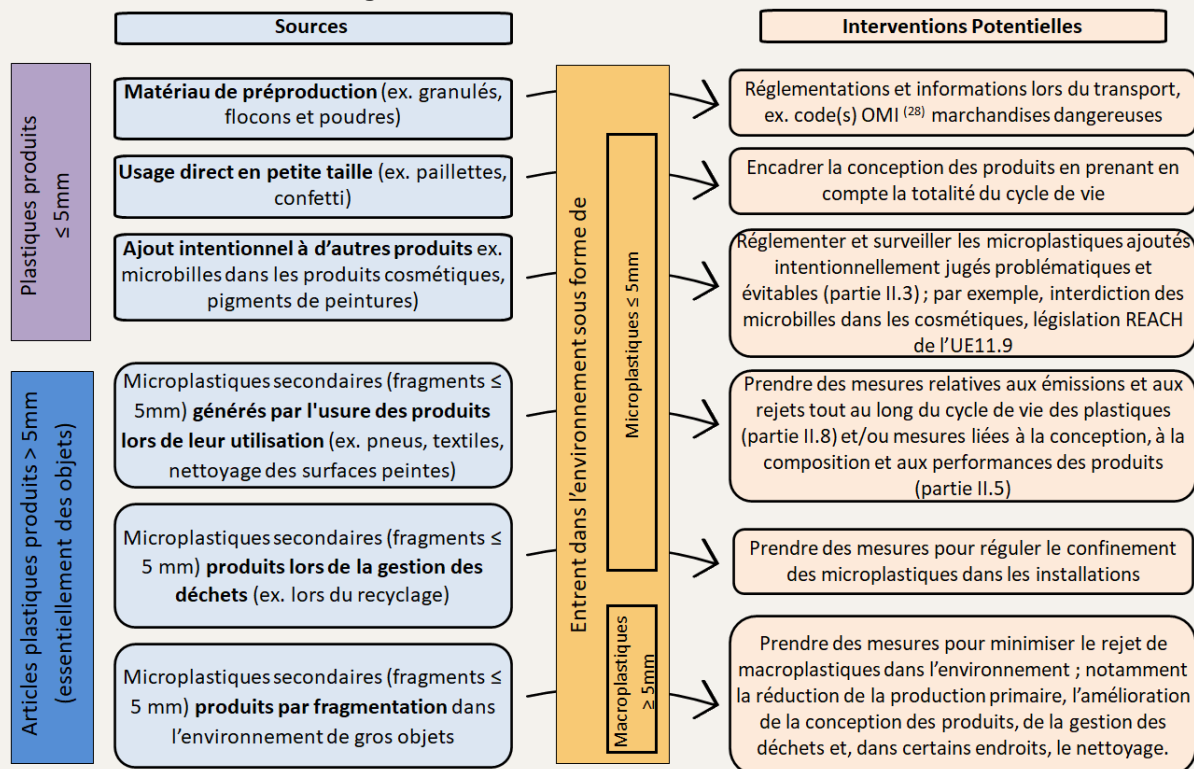 Sources
Interventions Potentielles
Plastiques produits
≤ 5mm
Matériau de préproduction (ex. granulés,
flocons et poudres)
Réglementations et informations lors du transport,
ex. code(s) OMI (28) marchandises dangereuses
Usage direct en petite taille (ex. paillettes,
confetti)
Encadrer la conception des produits en prenant en
compte la totalité du cycle de vie
Ajout intentionnel à d'autres produits ex.
microbilles dans les produits cosmétiques,
pigments de peintures)
Réglementer et surveiller les microplastiques ajoutés
intentionnellement jugés problématiques et
évitables (partie II.3) ; par exemple, interdiction des
microbilles dans les cosmétiques, législation REACH
de l'UE11.9
Entrent dans l'environnement sous forme de
Microplastiques ≤ 5mm
Articles plastiques produits > 5mm
(essentiellement des objets)
Microplastiques secondaires (fragments ≤
5mm) générés par l'usure des produits
lors de leur utilisation (ex. pneus, textiles,
nettoyage des surfaces peintes)
Prendre des mesures relatives aux émissions et aux
rejets tout au long du cycle de vie des plastiques
(partie II.8) et/ou mesures liées à la conception, à la
composition et aux performances des produits
(partie II.5)
Microplastiques secondaires (fragments ≤
5 mm) produits lors de la gestion des
déchets (ex. lors du recyclage)
Prendre des mesures pour réguler le confinement
des microplastiques dans les installations
Macroplastiques
≥ 5mm
Microplastiques secondaires (fragments ≤
5 mm) produits par fragmentation dans
l'environnement de gros objets
Prendre des mesures pour minimiser le rejet de
macroplastiques dans l'environnement ; notamment
la réduction de la production primaire, l'amélioration
de la conception des produits, de la gestion des
déchets et, dans certains endroits, le nettoyage.